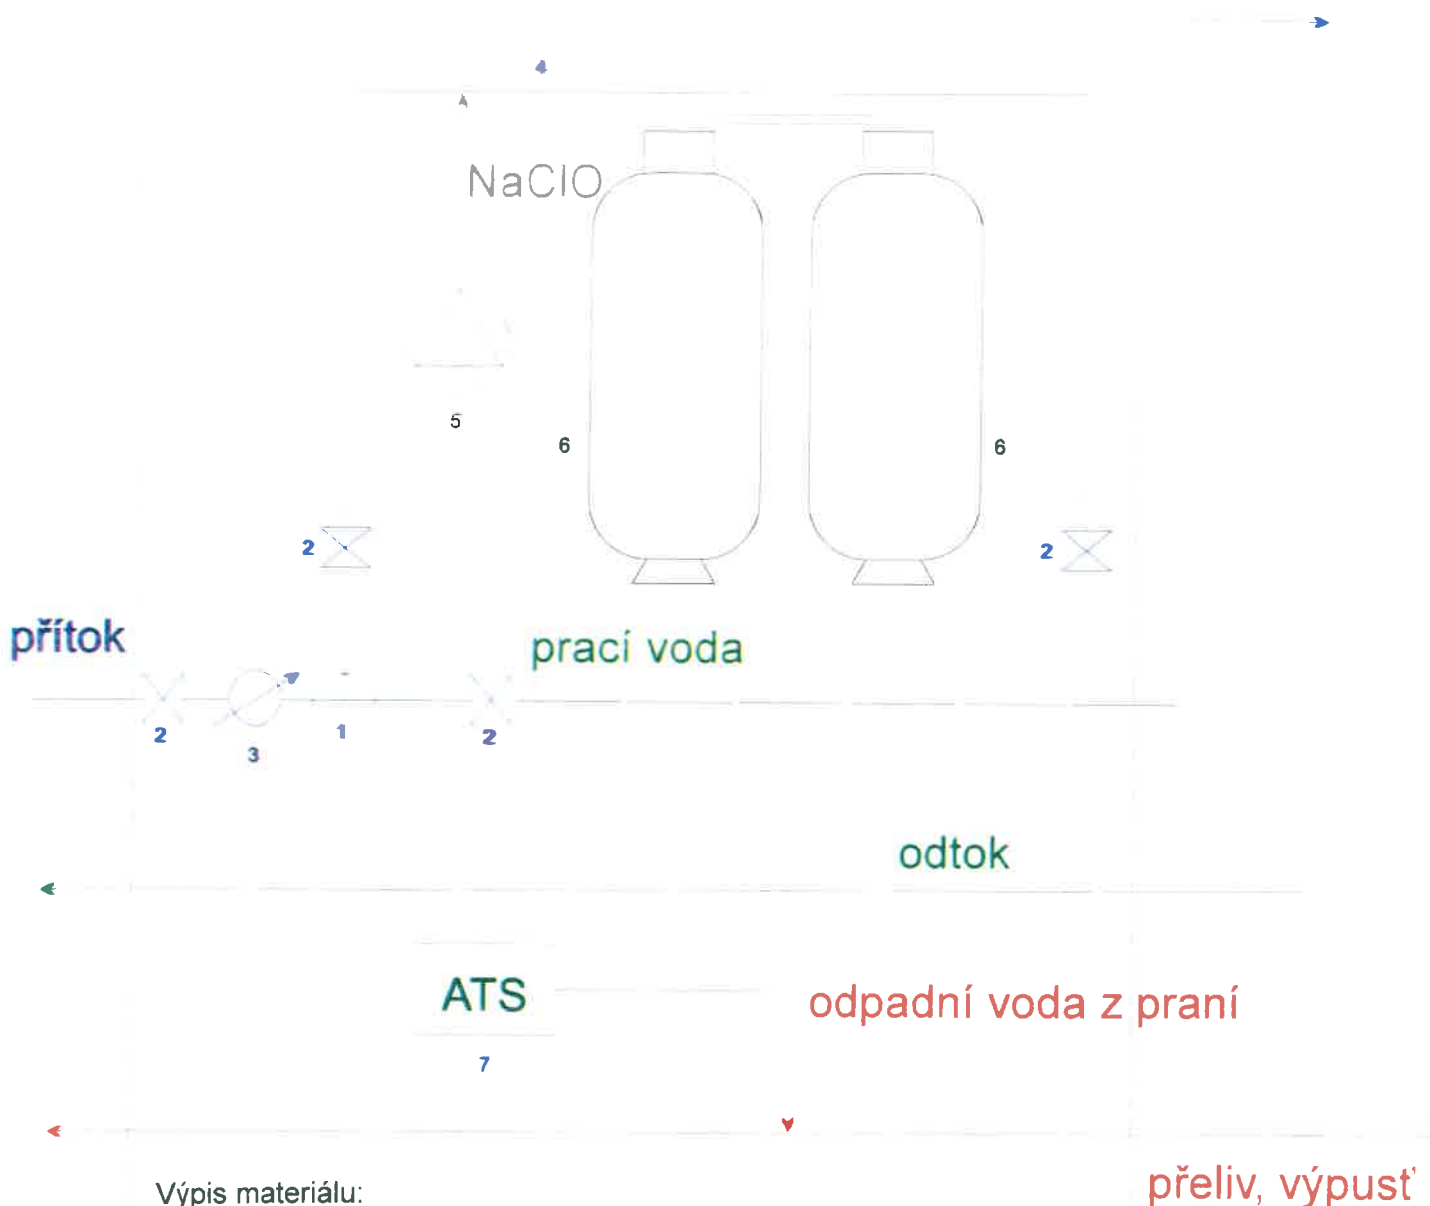 4
NaClO
5
6
6
2
2
přítok
prací voda
2
3
1
2
odtok
ATS
odpadní voda z praní
7
přeliv, výpusť
Výpis materiálu: